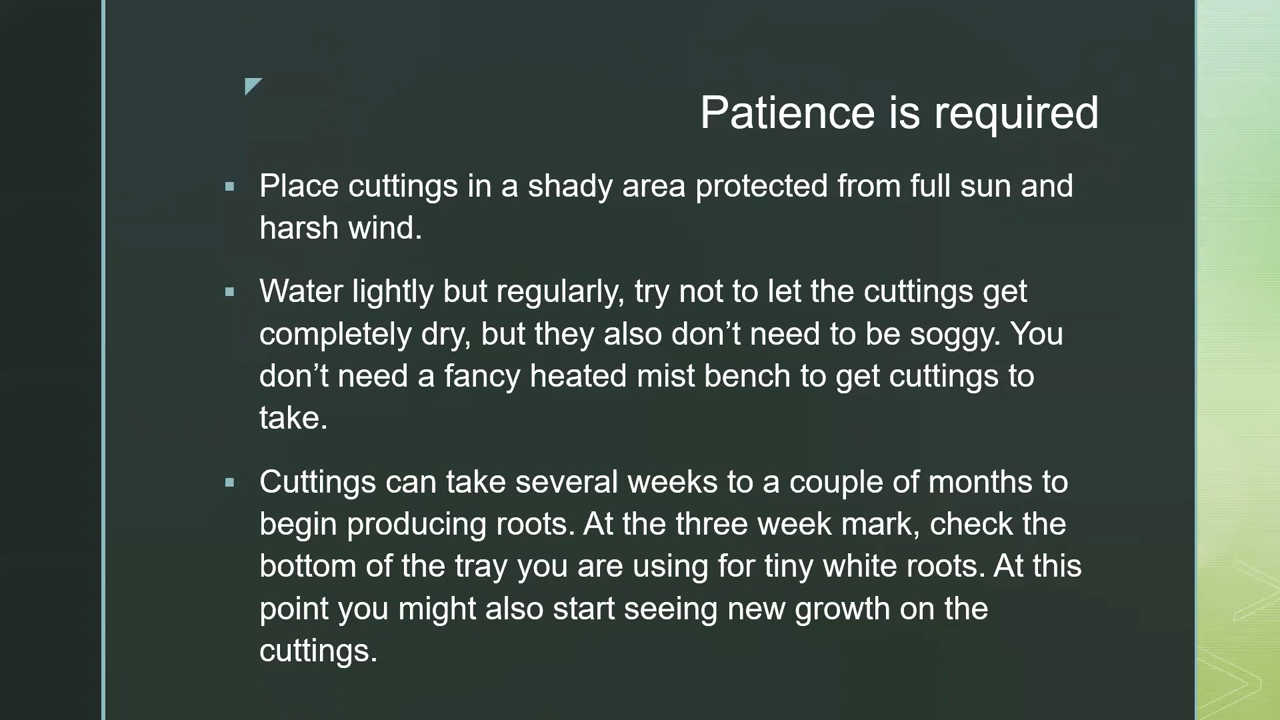 Patience is required
▪ Place cuttings in a shady area protected from full sun and
harsh wind.
▪ Water lightly but regularly, try not to let the cuttings get
completely dry, but they also don’t need to be soggy. You
don’t need a fancy heated mist bench to get cuttings to
take.
▪ Cuttings can take several weeks to a couple of months to
begin producing roots. At the three week mark, check the
bottom of the tray you are using for tiny white roots. At this
point you might also start seeing new growth on the
cuttings.